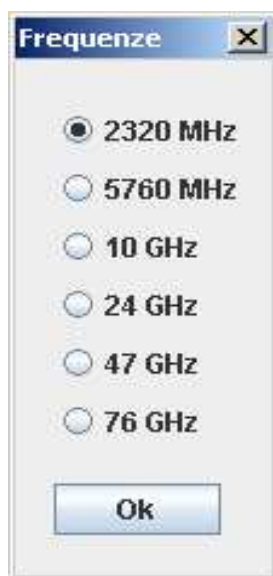 Frequenze
2320 MHz
5760 MHz
10 GHz
24 GHz
47 GHz
76 GHz
Ok